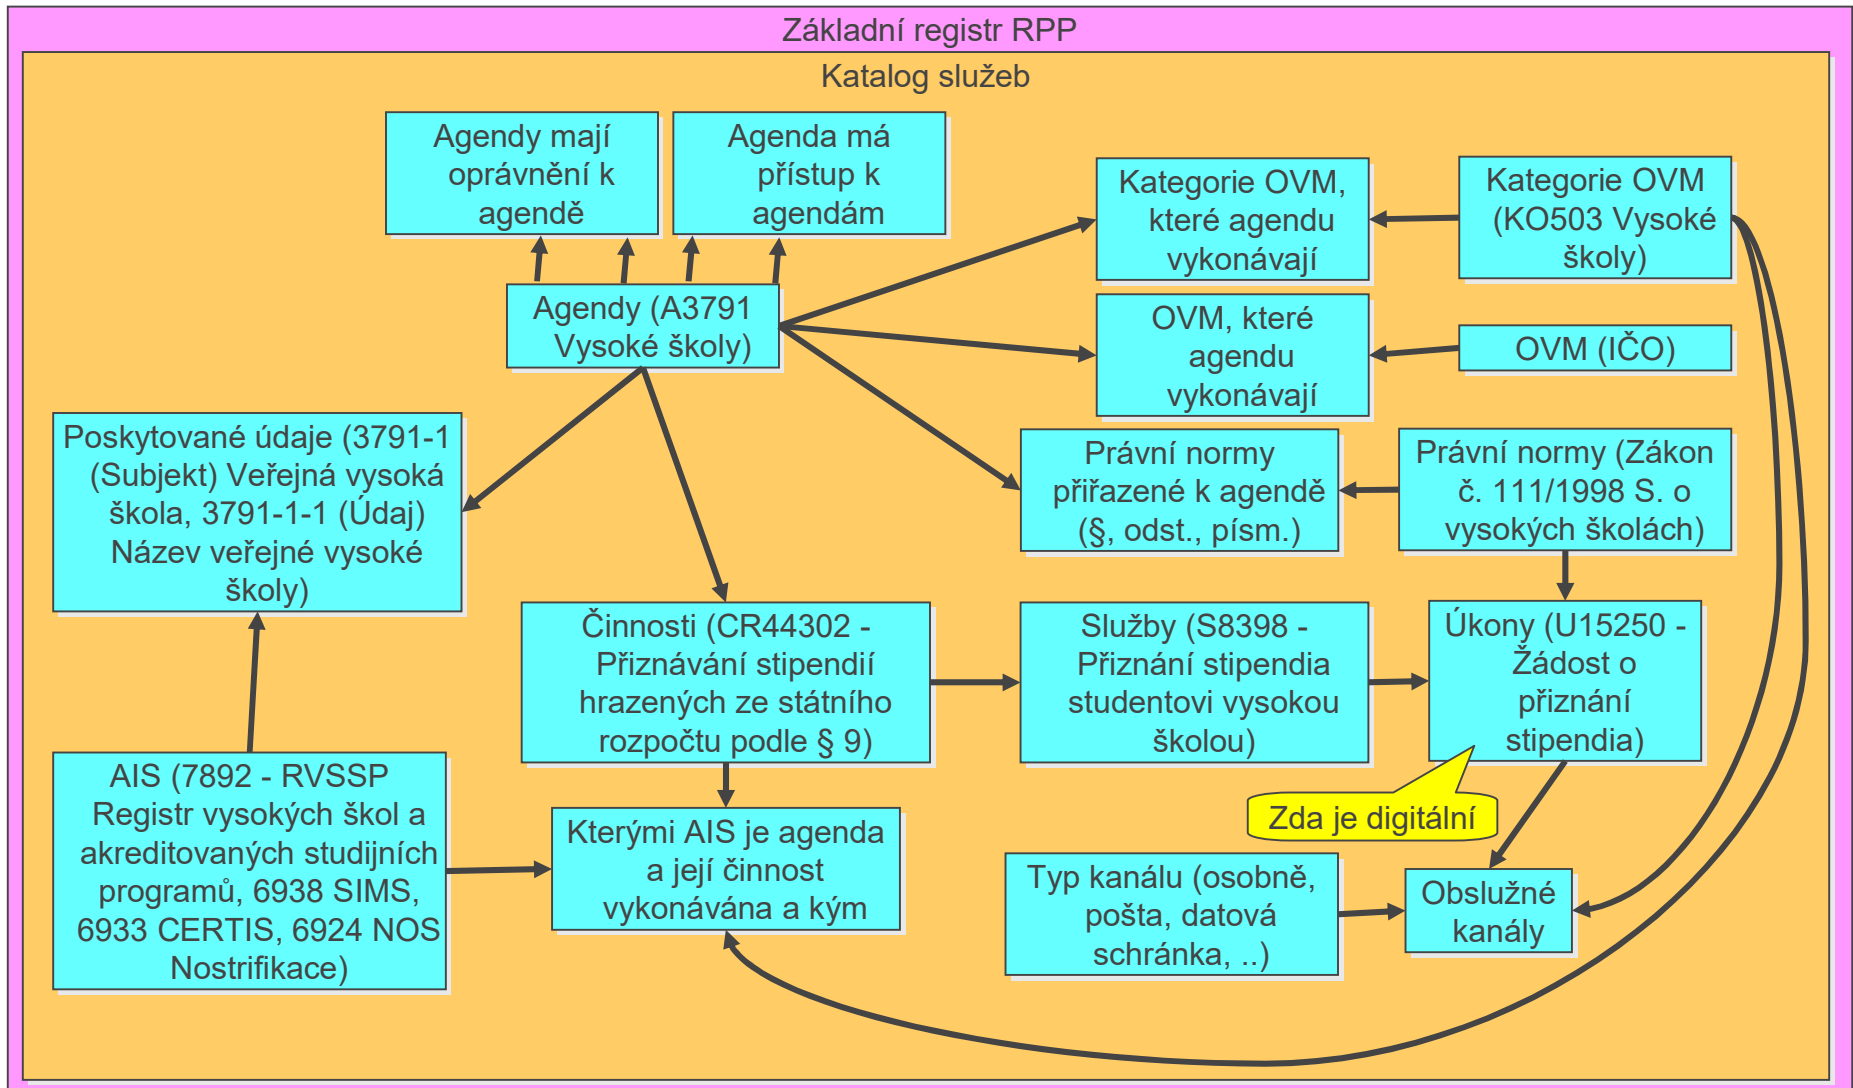 Základní registr RPP
Katalog služeb
Agendy mají
oprávnění k
agendě
Agenda má
přístup k
agendám
Kategorie OVM,
které agendu
vykonávají
Kategorie OVM
(KO503 Vysoké
školy)
Agendy (A3791
Vysoké školy)
OVM, které
agendu
vykonávají
OVM (IČO)
Poskytované údaje (3791-1
(Subjekt) Veřejná vysoká
škola, 3791-1-1 (Údaj)
Název veřejné vysoké
školy)
Právní normy
přiřazené k agendě
(§, odst., písm.)
Právní normy (Zákon
č. 111/1998 S. o
vysokých školách)
Činnosti (CR44302 -
Přiznávání stipendií
hrazených ze státního
rozpočtu podle § 9)
Služby (S8398 -
Přiznání stipendia
studentovi vysokou
školou)
Úkony (U15250 -
Žádost o
přiznání
stipendia)
Zda je digitální
AIS (7892 - RVSSP
Registr vysokých škol a
akreditovaných studijních
programů, 6938 SIMS,
6933 CERTIS, 6924 NOS
Nostrifikace)
Kterými AIS je agenda
a její činnost
vykonávána a kým
Typ kanálu (osobně,
pošta, datová
schránka, ..)
Obslužné
kanály